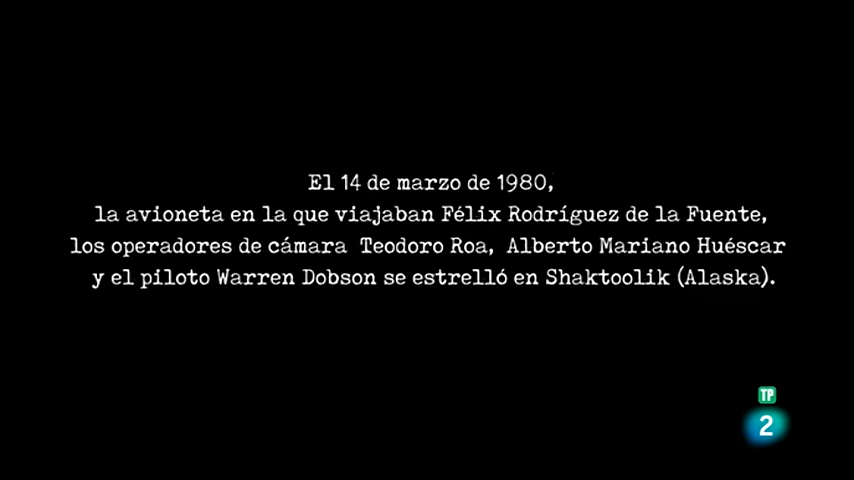 El 14 de marzo de 1980,
la avioneta en la que viajaban Félix Rodríguez de la Fuente,
los operadores de cámara Teodoro Roa, Alberto Mariano Huéscar
y el piloto Warren Dobson se estrelló en Shaktoolik (Alaska).
TP
2